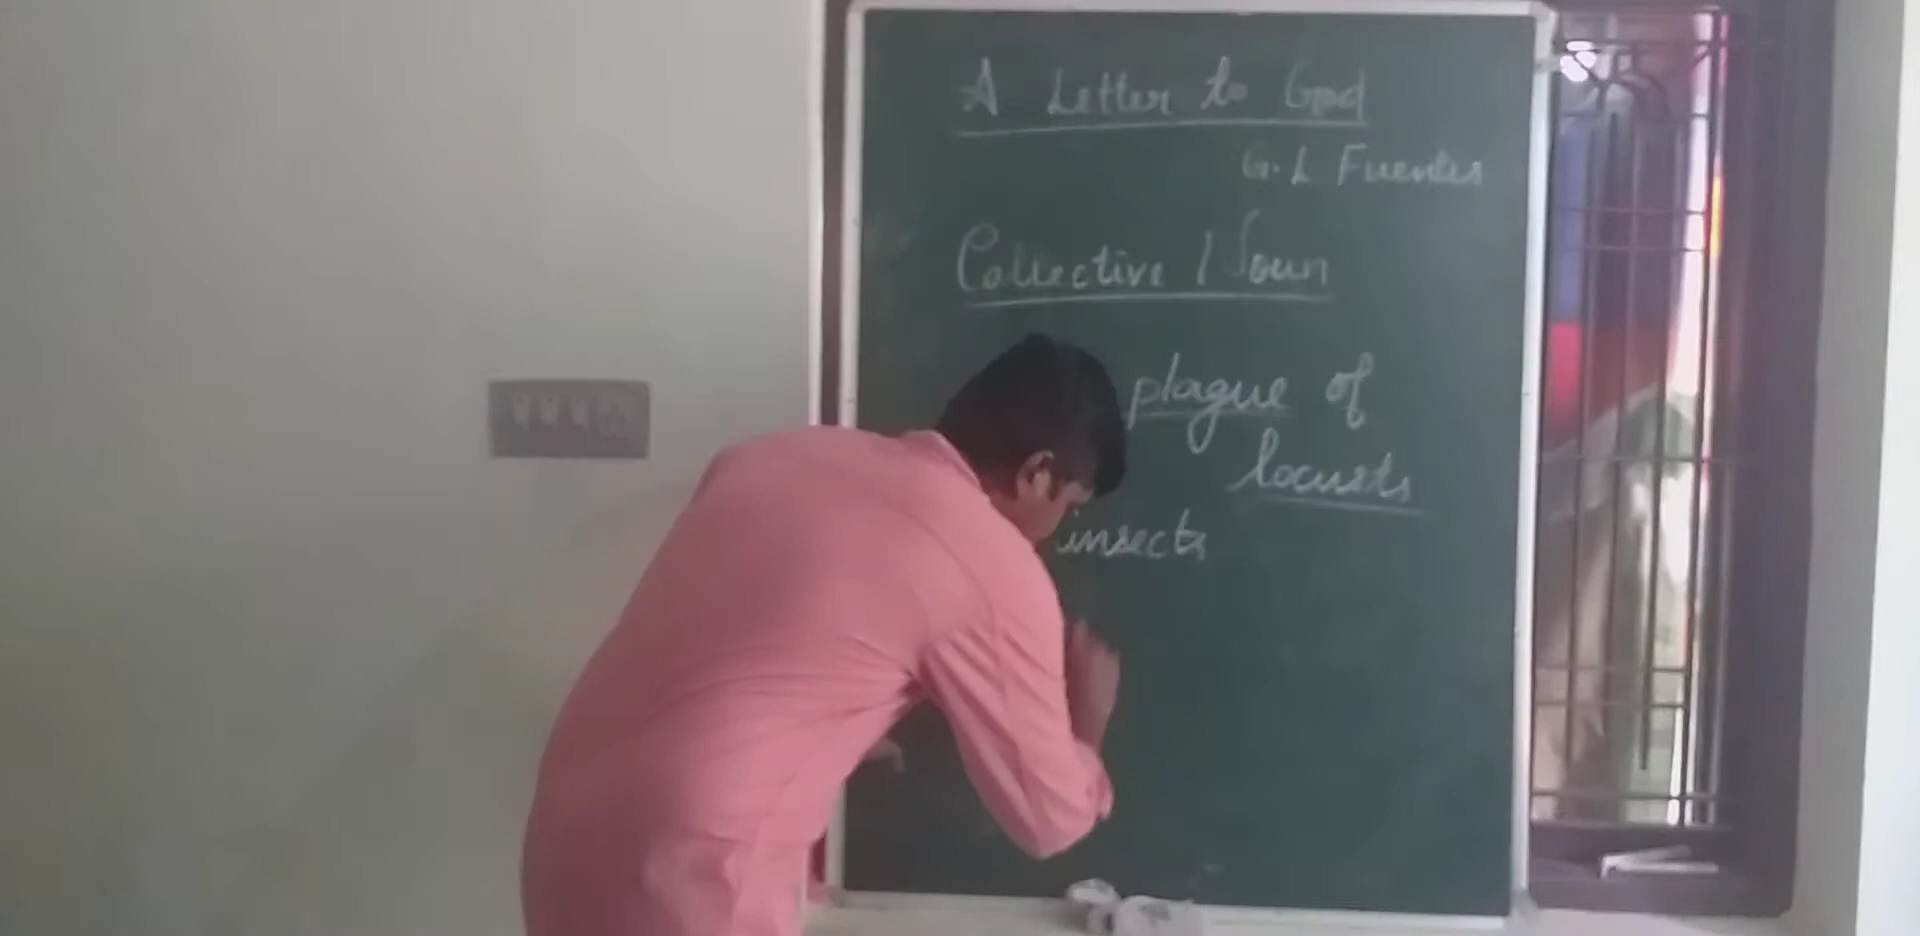 A Letter to God
G. L Fuentes
Collective Noun
plague of
locusts
insects